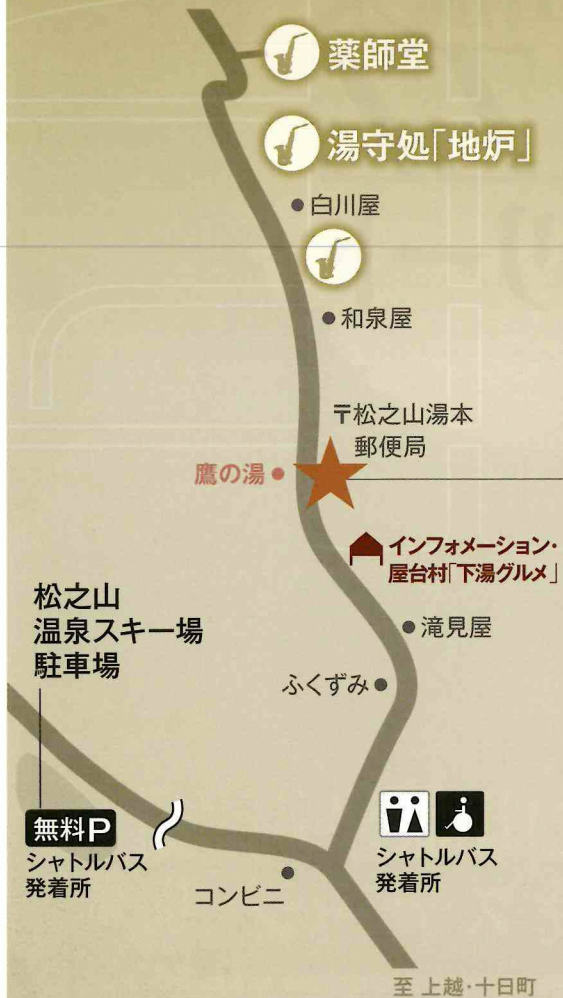 薬師堂
湯守処「地炉」
白川屋
和泉屋
〒松之山湯本
郵便局
鷹の湯
インフォメーション・
屋台村「下湯グルメ」
松之山
温泉スキー場
駐車場
滝見屋
ふくずみ
無料P
シャトルバス
発着所
シャトルバス
発着所
コンビニ
至 上越・十日町